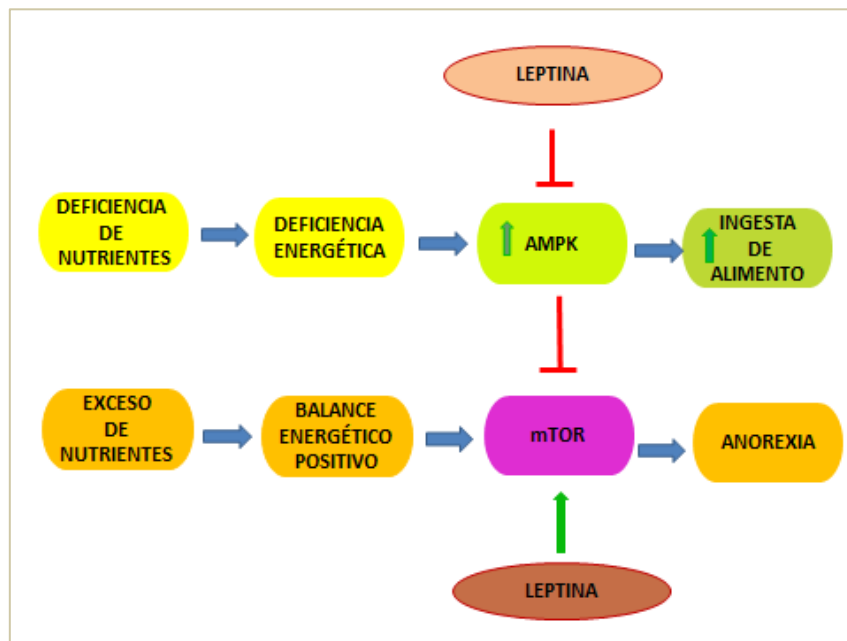 LEPTINA
DEFICIENCIA
DE
NUTRIENTES
DEFICIENCIA
ENERGÉTICA
AMPK
INGESTA
DE
ALIMENTO
EXCESO
DE
NUTRIENTES
BALANCE
ENERGÉTICO
POSITIVO
mTOR
ANOREXIA
LEPTINA